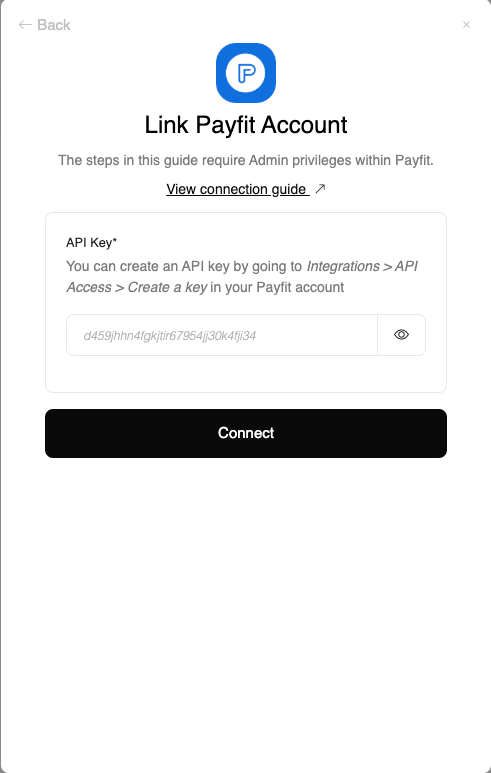 ← Back
×
Link Payfit Account
The steps in this guide require Admin privileges within Payfit.
View connection guide ↗
API Key*
You can create an API key by going to Integrations > API
Access > Create a key in your Payfit account
d459jhhn4fgkjtir67954jj30k4fji34
Connect